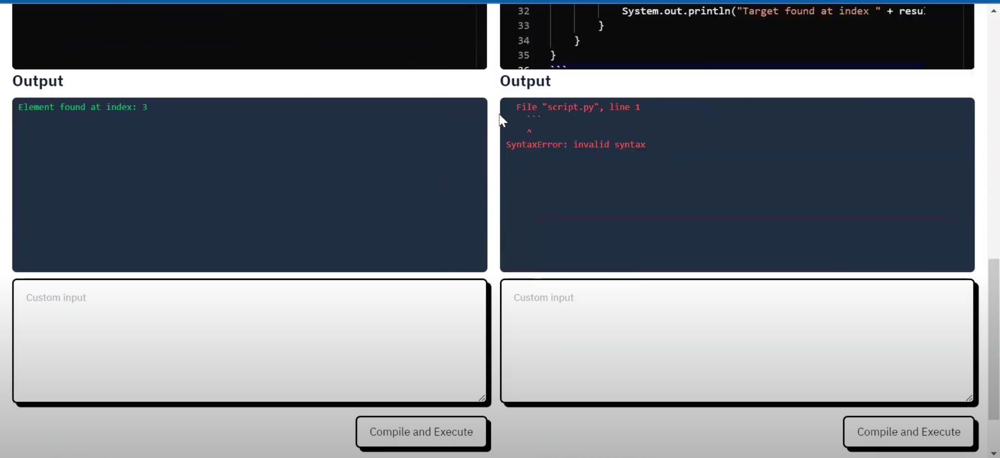 32 System.out.println("Target found at index " + resu
33 }
34 }
35 }
```
Output
Output
Element found at index: 3
File "script.py", line 1
```
^
SyntaxError: invalid syntax
Custom input
Custom input
Compile and Execute
Compile and Execute